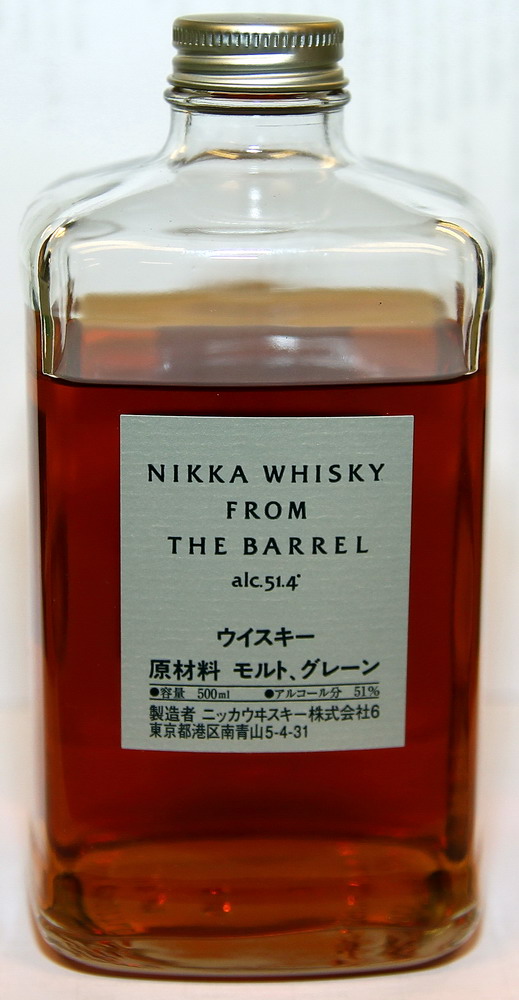 NIKKA WHISKY
FROM
THE BARREL
alc.51.4°
ウイスキー
原材料 モルト、グレーン
●容量 500ml ●アルコール分 51%
製造者 ニッカウヰスキー株式会社6
東京都港区南青山5-4-31